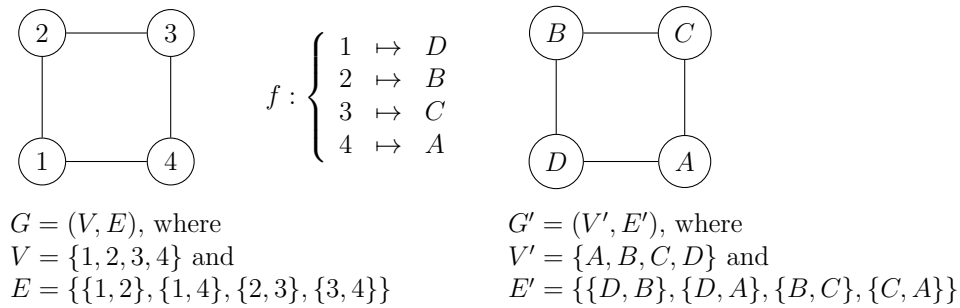 2 3
1 4
f : { 1 ↦ D
2 ↦ B
3 ↦ C
4 ↦ A
B C
D A
G = (V, E), where
V = {1, 2, 3, 4} and
E = {{1, 2}, {1, 4}, {2, 3}, {3, 4}}
G′ = (V′, E′), where
V′ = {A, B, C, D} and
E′ = {{D, B}, {D, A}, {B, C}, {C, A}}